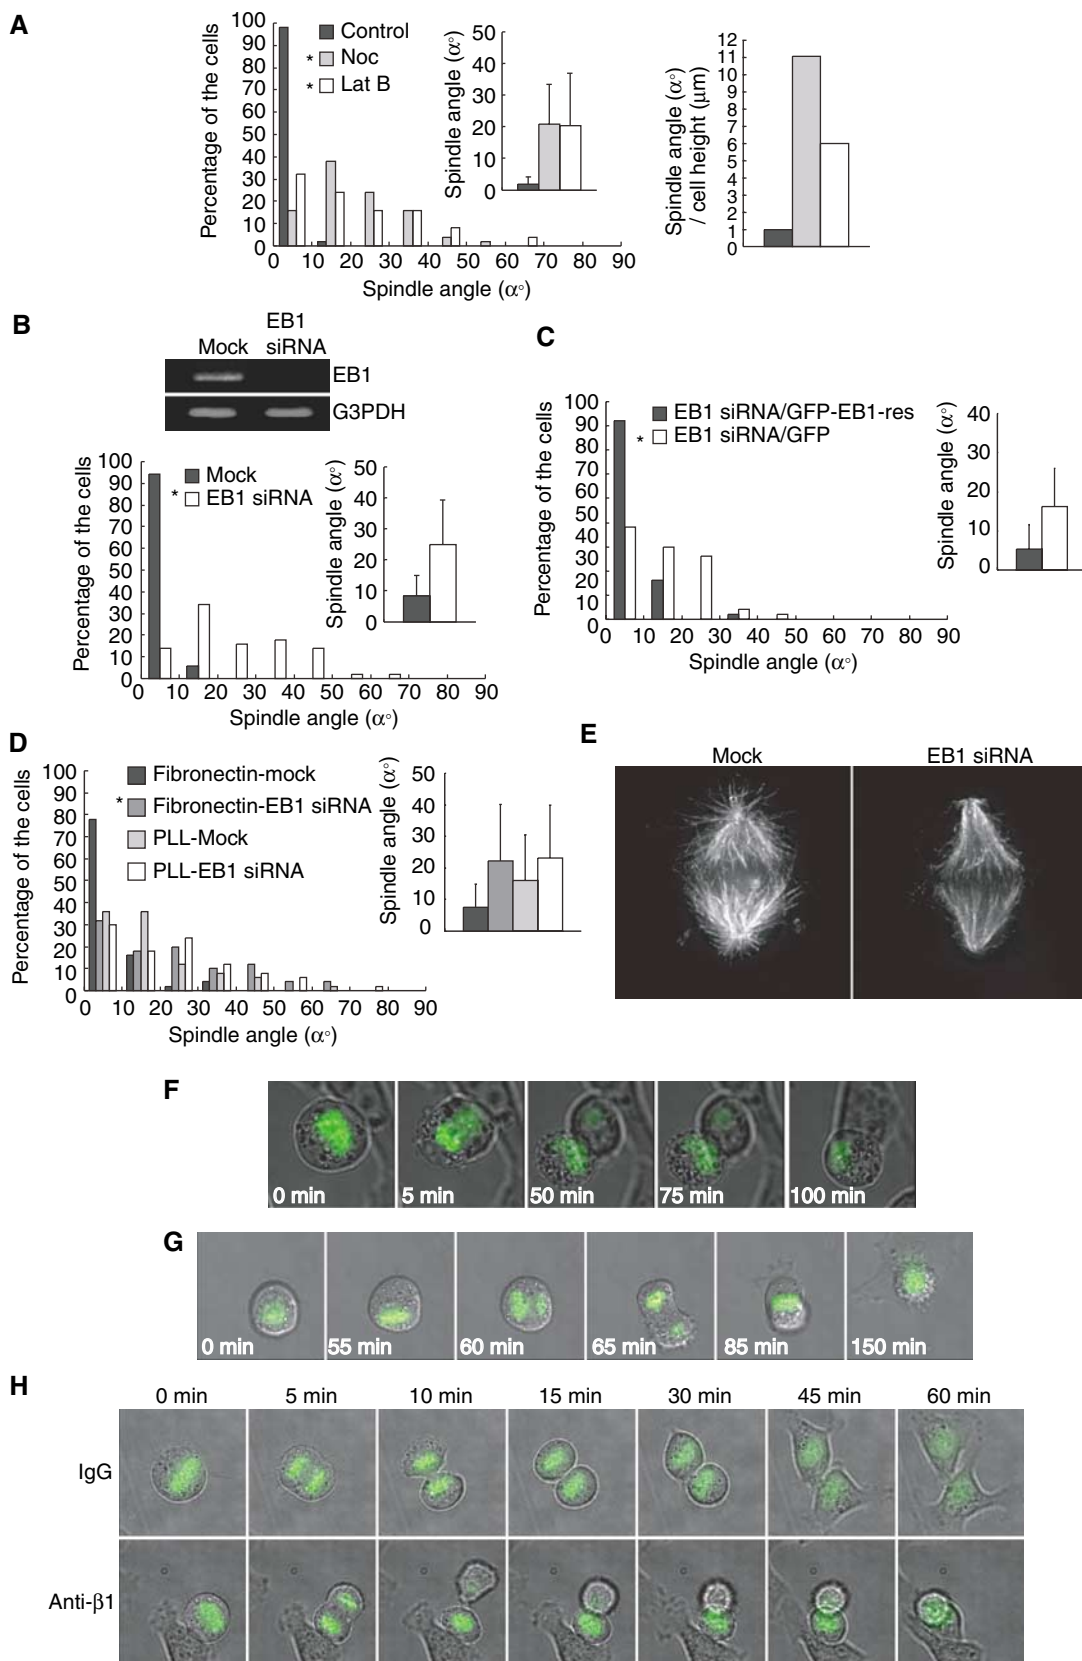 A
Percentage of the cells
100
90
80
70
60
50
40
30
20
10
0
Control
* Noc
* Lat B
0 10 20 30 40 50 60 70 80 90
Spindle angle (α°)
Spindle angle (α°)
50
40
30
20
10
0
Spindle angle (α°)
/ cell height (μm)
12
11
10
9
8
7
6
5
4
3
2
1
0
B
Mock
EB1
siRNA
EB1
G3PDH
Percentage of the cells
100
90
80
70
60
50
40
30
20
10
0
Mock
* EB1 siRNA
0 10 20 30 40 50 60 70 80 90
Spindle angle (α°)
Spindle angle (α°)
50
40
30
20
10
0
C
Percentage of the cells
100
90
80
70
60
50
40
30
20
10
0
EB1 siRNA/GFP-EB1-res
* EB1 siRNA/GFP
0 10 20 30 40 50 60 70 80 90
Spindle angle (α°)
Spindle angle (α°)
40
30
20
10
0
D
Percentage of the cells
100
90
80
70
60
50
40
30
20
10
0
Fibronectin-mock
* Fibronectin-EB1 siRNA
PLL-Mock
PLL-EB1 siRNA
0 10 20 30 40 50 60 70 80 90
Spindle angle (α°)
Spindle angle (α°)
50
40
30
20
10
0
E
Mock EB1 siRNA
F
0 min 5 min 50 min 75 min 100 min
G
0 min 55 min 60 min 65 min 85 min 150 min
H
0 min 5 min 10 min 15 min 30 min 45 min 60 min
IgG
Anti-β1